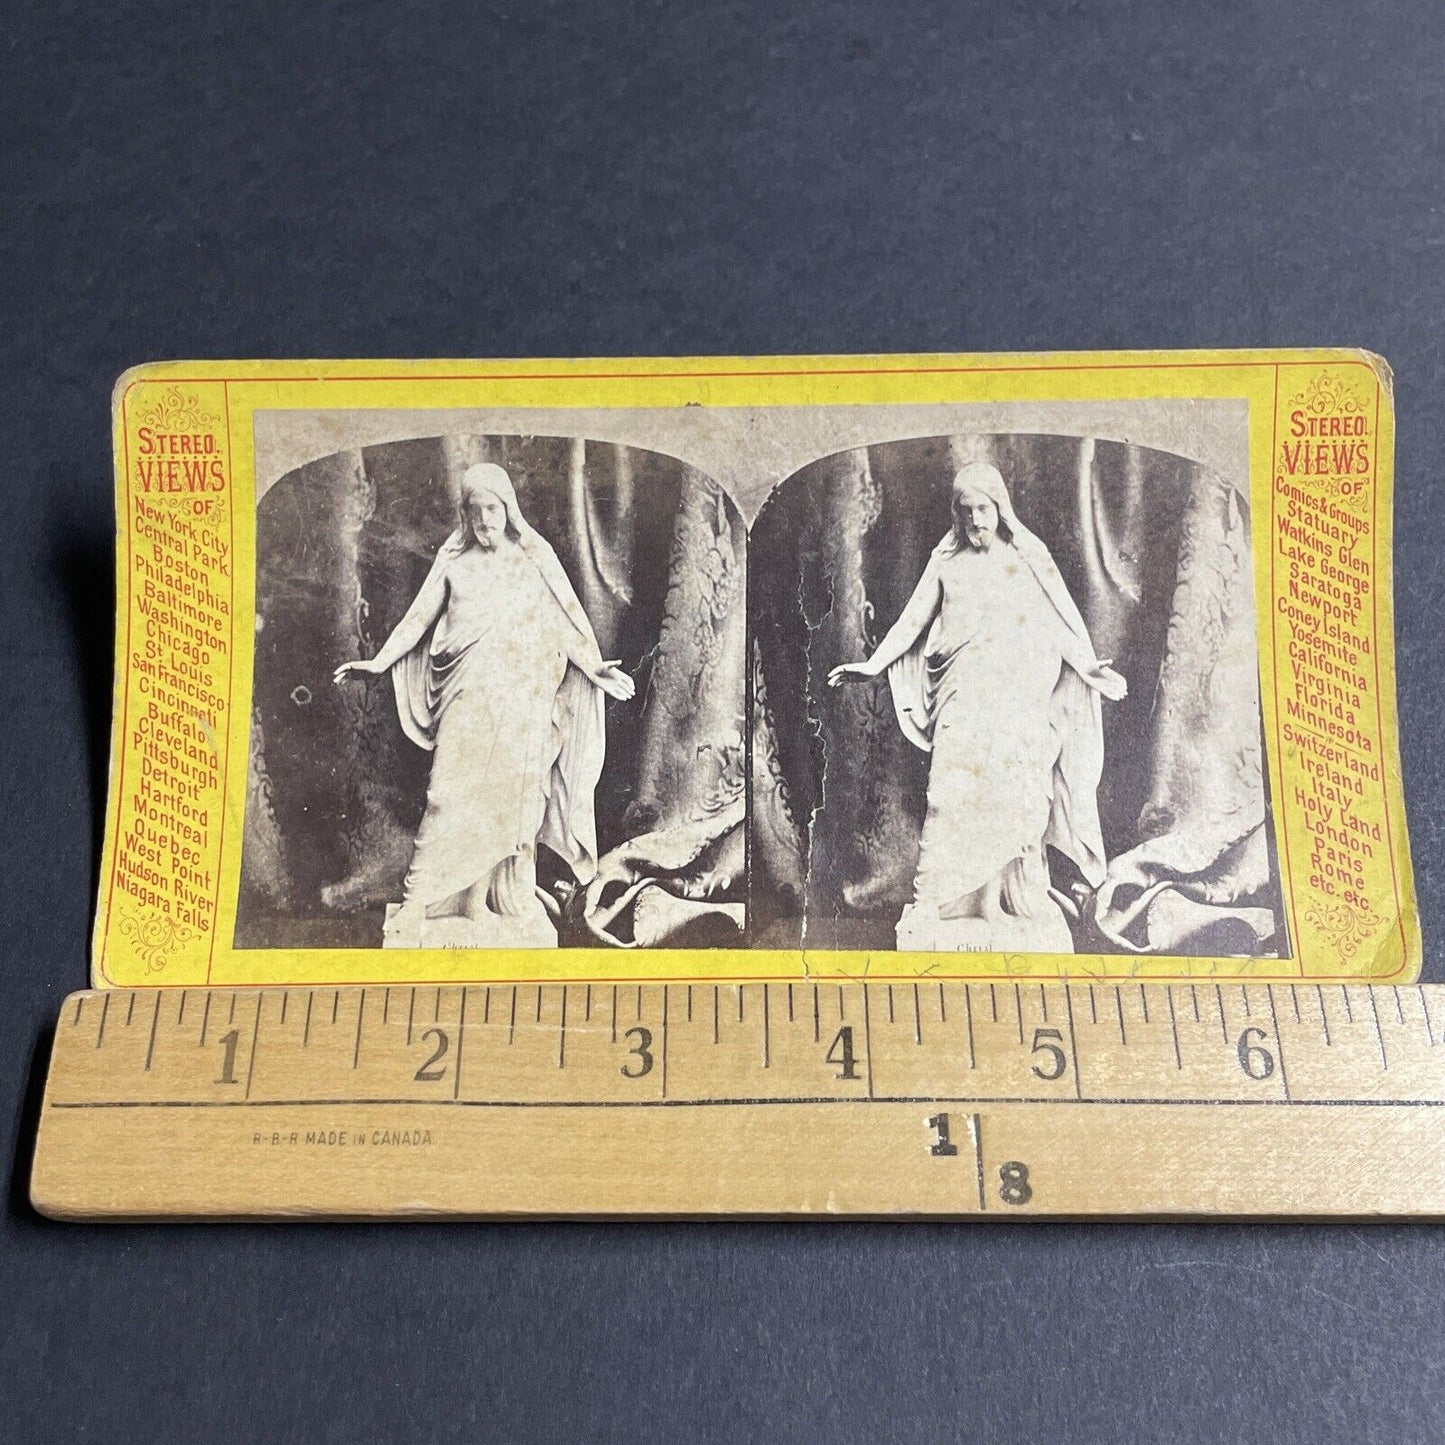 STEREO.
VIEWS
OF
New York City
Central Park
Boston
Philadelphia
Baltimore
Washington
Chicago
St. Louis
San Francisco
Cincinnati
Buffalo
Cleveland
Pittsburgh
Detroit
Hartford
Montreal
Quebec
West Point
Hudson River
Niagara Falls
Christ
Christ
STEREO.
VIEWS
OF
Comics & Groups
Statuary
Watkins Glen
Lake George
Saratoga
Newport
Coney Island
Yosemite
California
Virginia
Florida
Minnesota
Switzerland
Ireland
Italy
Holy Land
London
Paris
Rome
etc. etc.
1 2 3 4 5 6
R-B-R MADE IN CANADA
1
8